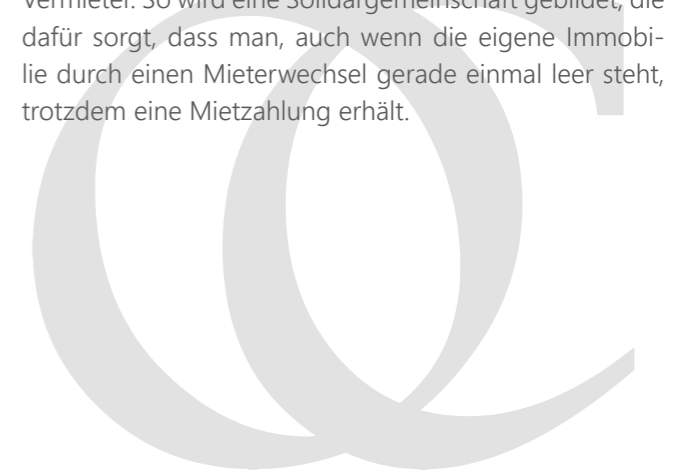 Vermieter. So wird eine Solidargemeinschaft gebildet, die
dafür sorgt, dass man, auch wenn die eigene Immobi-
lie durch einen Mieterwechsel gerade einmal leer steht,
trotzdem eine Mietzahlung erhält.